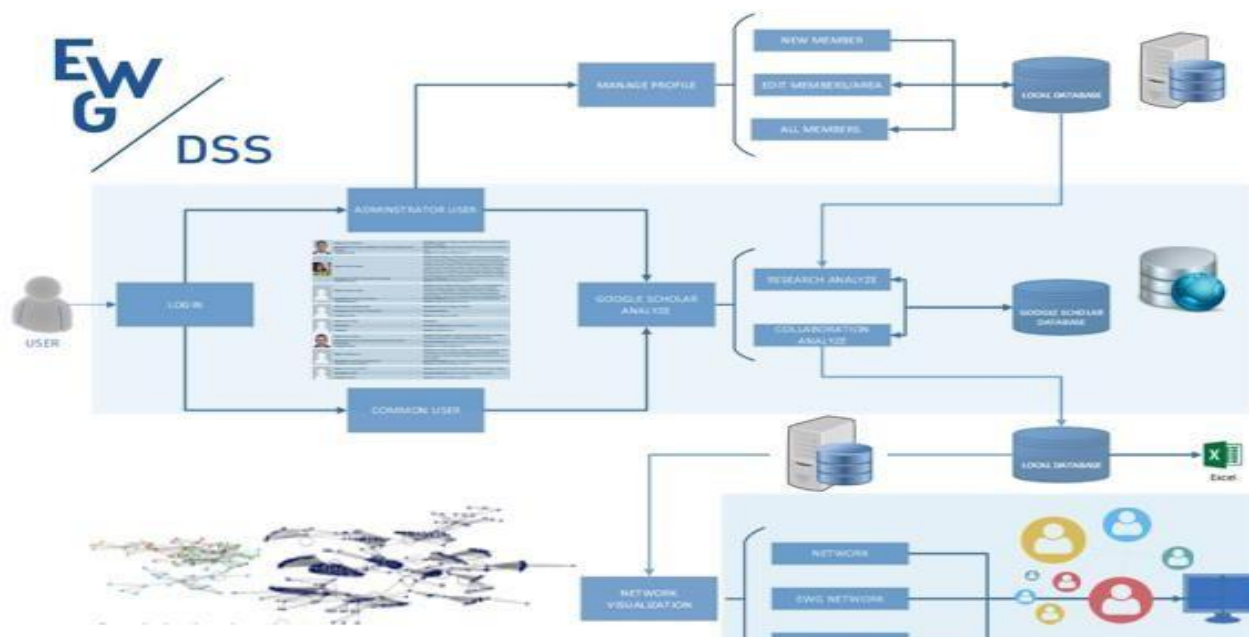 EWG
DSS
NEW MEMBER
MANAGE PROFILE
EDIT MEMBERS/AREA
LOCAL DATABASE
ALL MEMBERS
ADMINSTRATOR USER
LOG IN
USER
GOOGLE SCHOLAR
ANALYZE
RESEARCH ANALYZE
COLLABORATION
ANALYZE
GOOGLE SCHOLAR
DATABASE
COMMON USER
LOCAL DATABASE
Excel
NETWORK
VISUALIZATION
NETWORK
EWG NETWORK